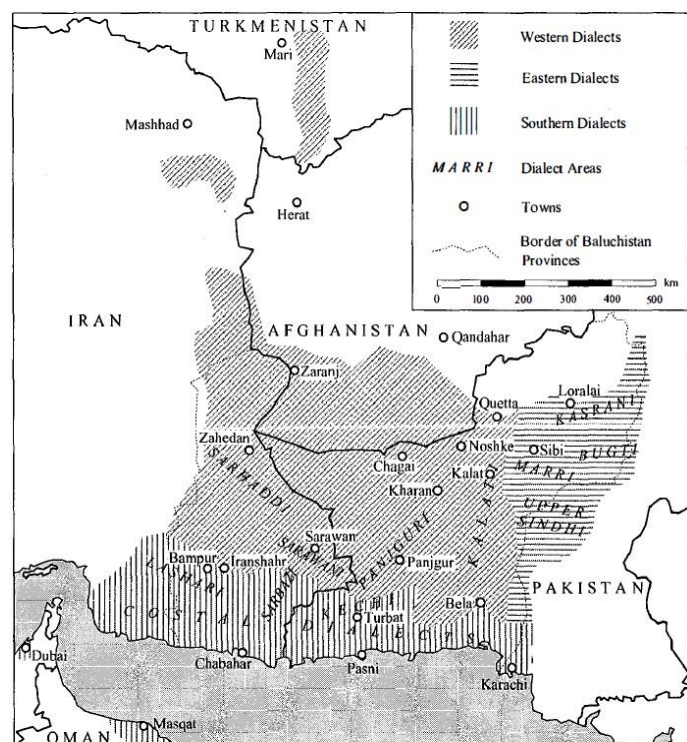 TURKMENISTAN
Mari
Mashhad
Herat
Western Dialects
Eastern Dialects
Southern Dialects
MARRI
Dialect Areas
Towns
Border of Baluchistan
Provinces
km
0 100 200 300 400 500
IRAN
AFGHANISTAN
Qandahar
Zaranj
Loralai
KASRANI
Quetta
Zahedan
Noshke
Sibi
BUGTI
Chagai
MARRI
SARHADDI
Kalat
Kharan
KALATI
UPPER
SINDHI
Sarawan
SARAWANI
PANJGURI
Bampur
Iranshahr
Panjgur
LASHARI
SARBAZI
PAKISTAN
KECHI
Turbat
Bela
COSTAL DIALECTS
Dubai
Chabahar
Pasni
Karachi
Masqat
OMAN